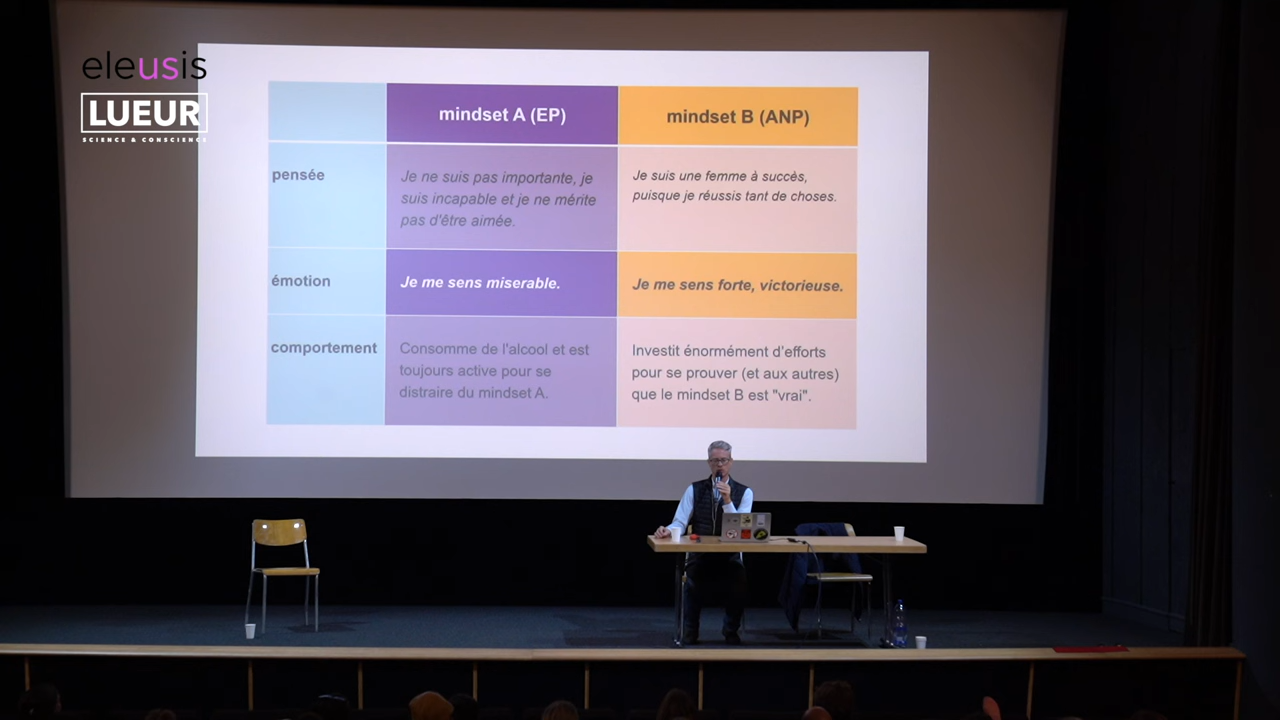 eleusis
LUEUR
SCIENCE & CONSCIENCE
mindset A (EP)
mindset B (ANP)
pensée
Je ne suis pas importante, je
suis incapable et je ne mérite
pas d'être aimée.
Je suis une femme à succès,
puisque je réussis tant de choses.
émotion
Je me sens miserable.
Je me sens forte, victorieuse.
comportement
Consomme de l'alcool et est
toujours active pour se
distraire du mindset A.
Investit énormément d'efforts
pour se prouver (et aux autres)
que le mindset B est "vrai".